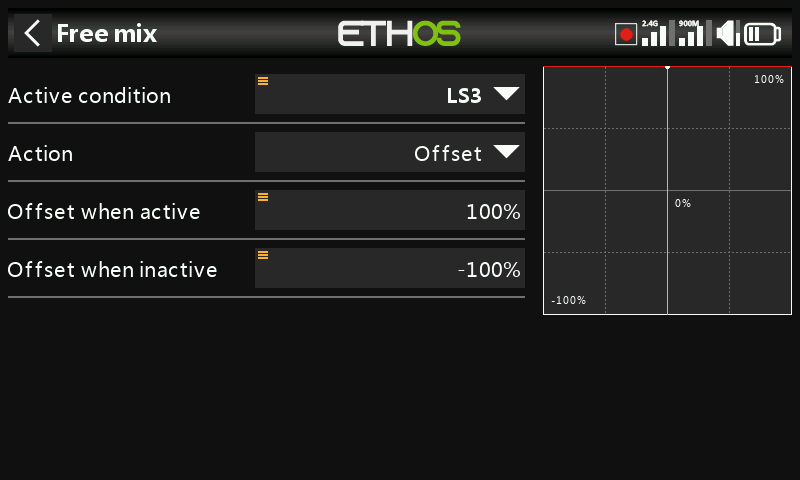 Free mix
ETHOS
2.4G
900M
Active condition
LS3
Action
Offset
Offset when active
100%
Offset when inactive
-100%
100%
0%
-100%